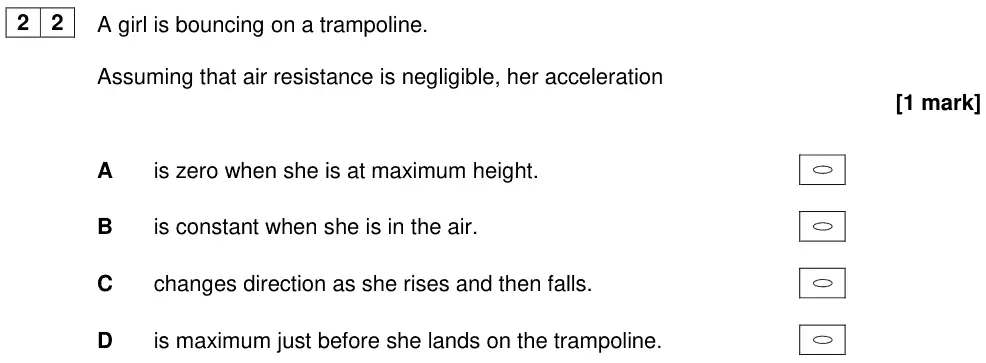 2 2 A girl is bouncing on a trampoline.
Assuming that air resistance is negligible, her acceleration
[1 mark]
A is zero when she is at maximum height.
B is constant when she is in the air.
C changes direction as she rises and then falls.
D is maximum just before she lands on the trampoline.